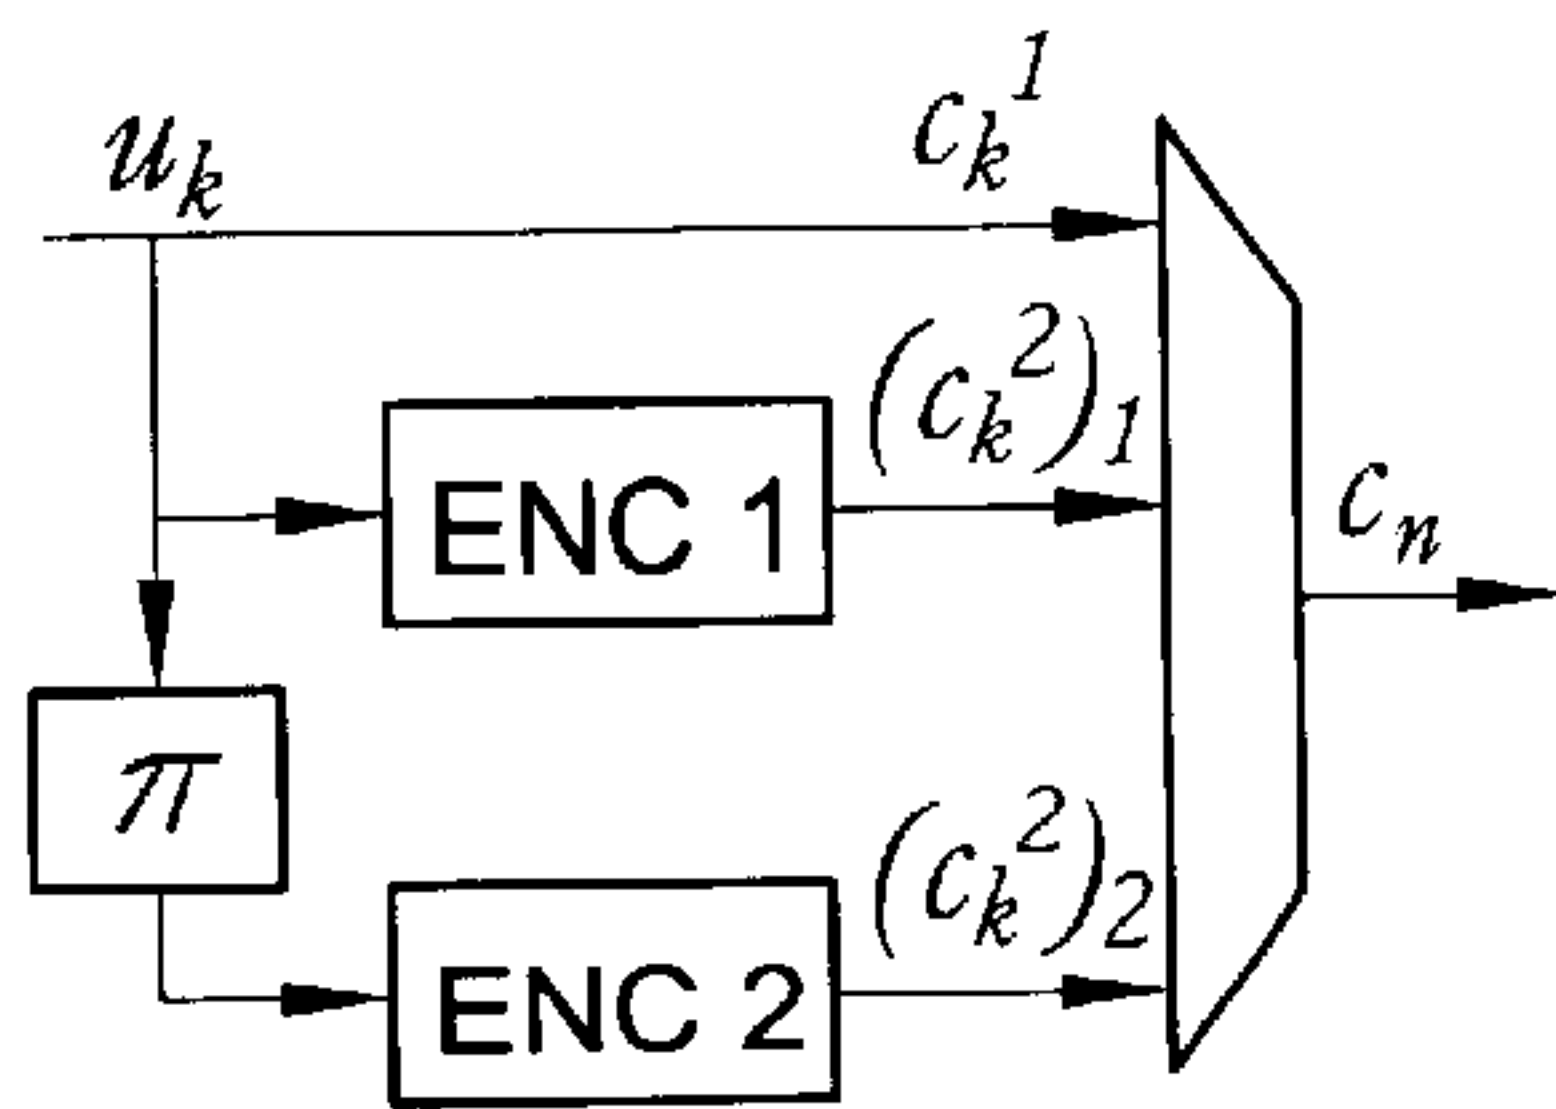 u_k
c_k^1
(c_k^2)_1
ENC 1
c_n
π
(c_k^2)_2
ENC 2